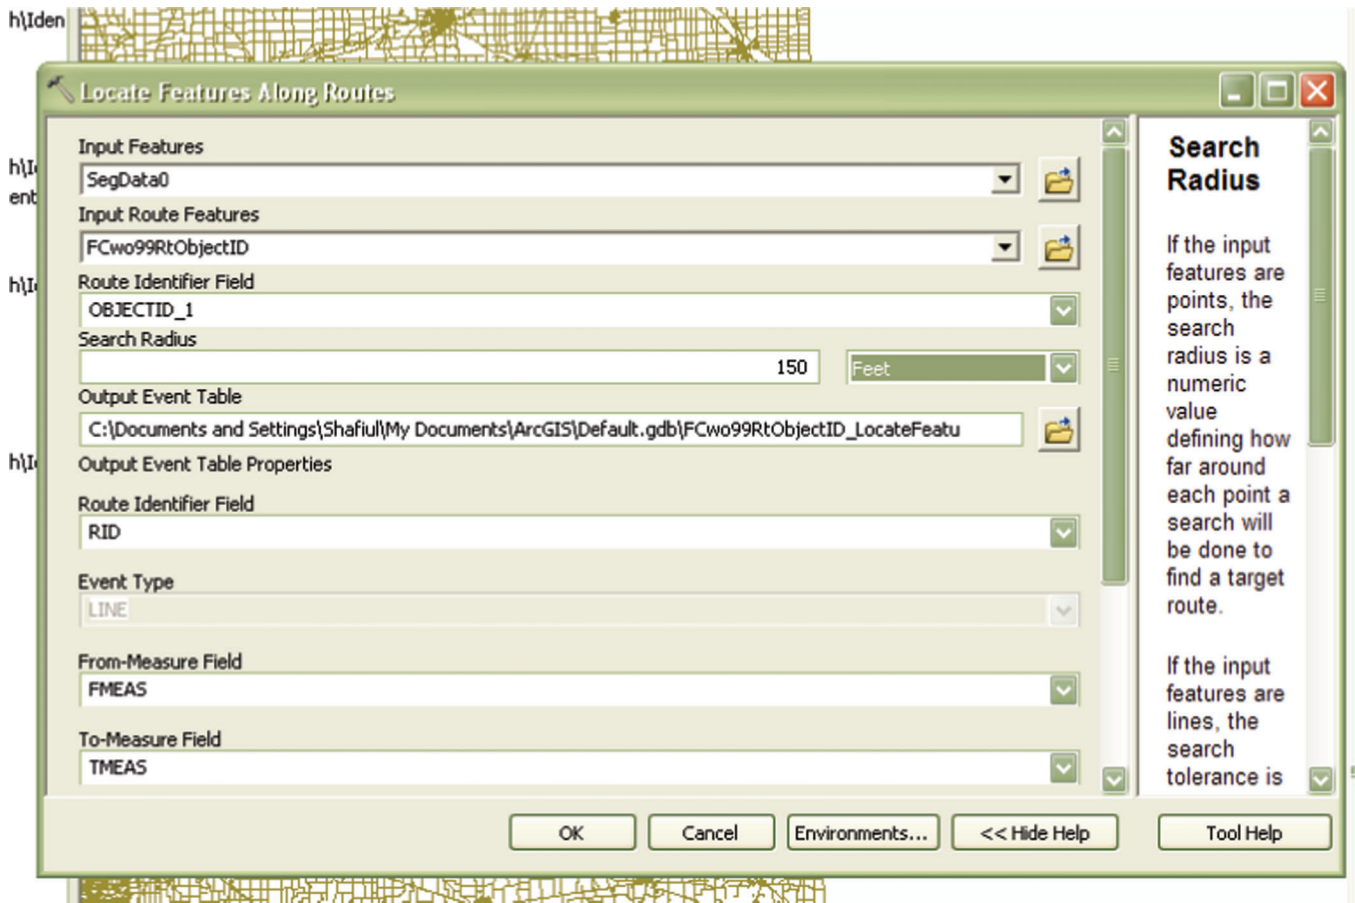 h\Iden
Locate Features Along Routes
Input Features
SegData0
Input Route Features
FCwo99RtObjectID
Route Identifier Field
OBJECTID_1
Search Radius
150 Feet
Output Event Table
C:\Documents and Settings\Shafiul\My Documents\ArcGIS\Default.gdb\FCwo99RtObjectID_LocateFeatu
Output Event Table Properties
Route Identifier Field
RID
Event Type
LINE
From-Measure Field
FMEAS
To-Measure Field
TMEAS
OK Cancel Environments... << Hide Help Tool Help
Search
Radius
If the input
features are
points, the
search
radius is a
numeric
value
defining how
far around
each point a
search will
be done to
find a target
route.
If the input
features are
lines, the
search
tolerance is